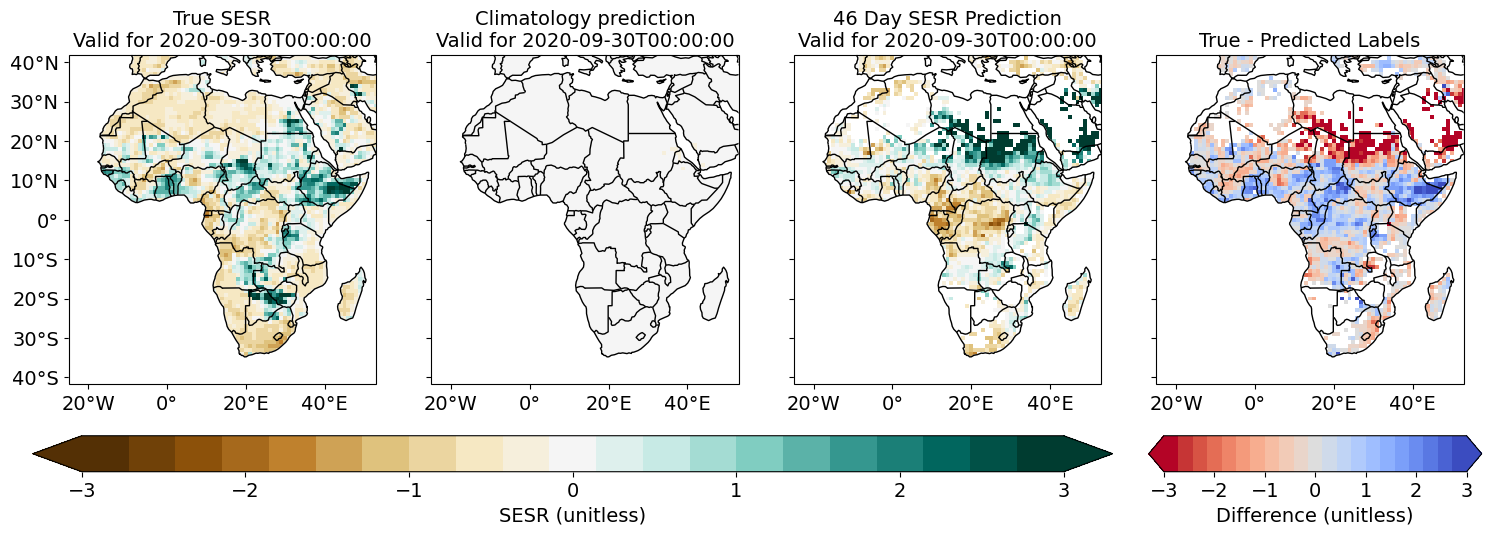 True SESR
Valid for 2020-09-30T00:00:00
Climatology prediction
Valid for 2020-09-30T00:00:00
46 Day SESR Prediction
Valid for 2020-09-30T00:00:00
True - Predicted Labels
40°N
30°N
20°N
10°N
0°
10°S
20°S
30°S
40°S
20°W 0° 20°E 40°E
20°W 0° 20°E 40°E
20°W 0° 20°E 40°E
20°W 0° 20°E 40°E
−3 −2 −1 0 1 2 3
SESR (unitless)
−3 −2 −1 0 1 2 3
Difference (unitless)